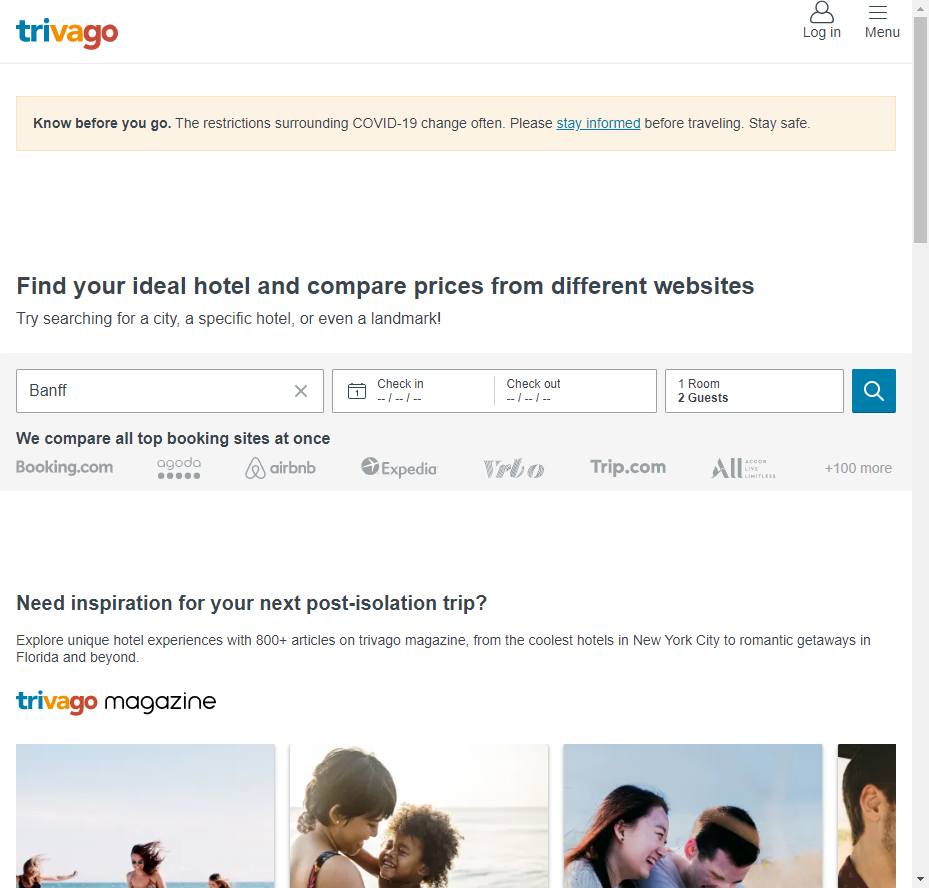 trivago
Log in
Menu
Know before you go. The restrictions surrounding COVID-19 change often. Please stay informed before traveling. Stay safe.
Find your ideal hotel and compare prices from different websites
Try searching for a city, a specific hotel, or even a landmark!
Banff
1
Check in
-- / -- / --
Check out
-- / -- / --
1 Room
2 Guests
We compare all top booking sites at once
Booking.com
agoda
airbnb
Expedia
Vrbo
Trip.com
All ACCOR LIVE LIMITLESS
+100 more
Need inspiration for your next post-isolation trip?
Explore unique hotel experiences with 800+ articles on trivago magazine, from the coolest hotels in New York City to romantic getaways in
Florida and beyond.
trivago magazine